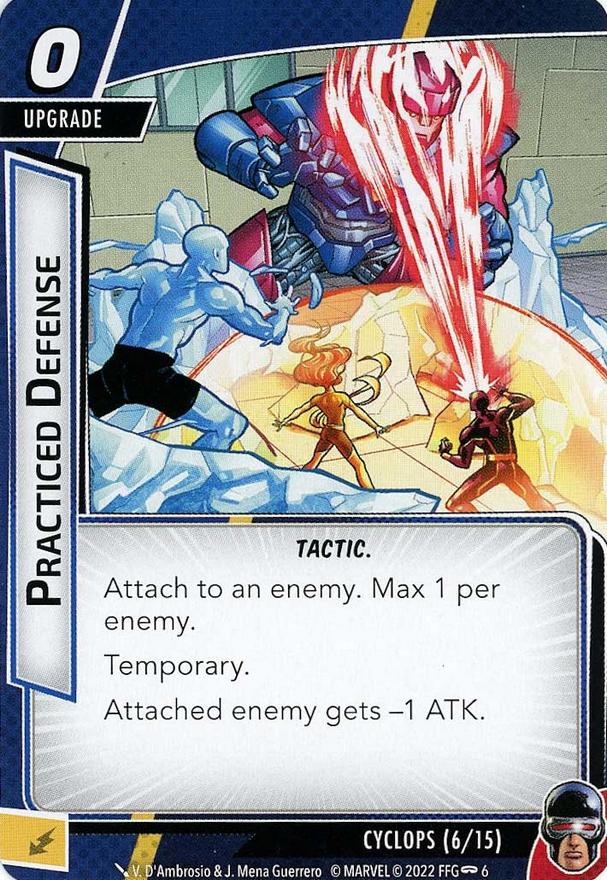 0
UPGRADE
PRACTICED DEFENSE
TACTIC.
Attach to an enemy. Max 1 per
enemy.
Temporary.
Attached enemy gets –1 ATK.
CYCLOPS (6/15)
V. D'Ambrosio & J. Mena Guerrero © MARVEL © 2022 FFG 6